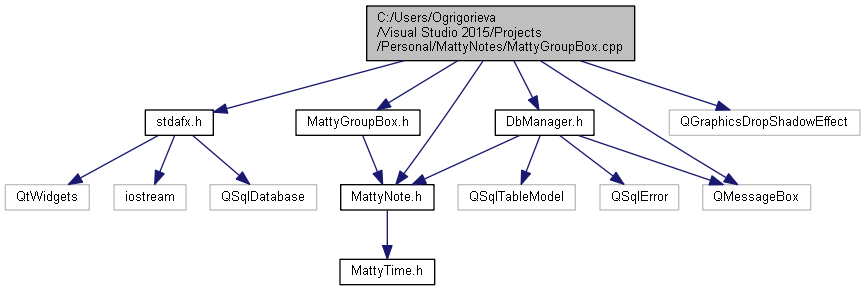 C:/Users/Ogrigorieva
/Visual Studio 2015/Projects
/Personal/MattyNotes/MattyGroupBox.cpp
stdafx.h
MattyGroupBox.h
DbManager.h
QGraphicsDropShadowEffect
QtWidgets
iostream
QSqlDatabase
MattyNote.h
QSqlTableModel
QSqlError
QMessageBox
MattyTime.h